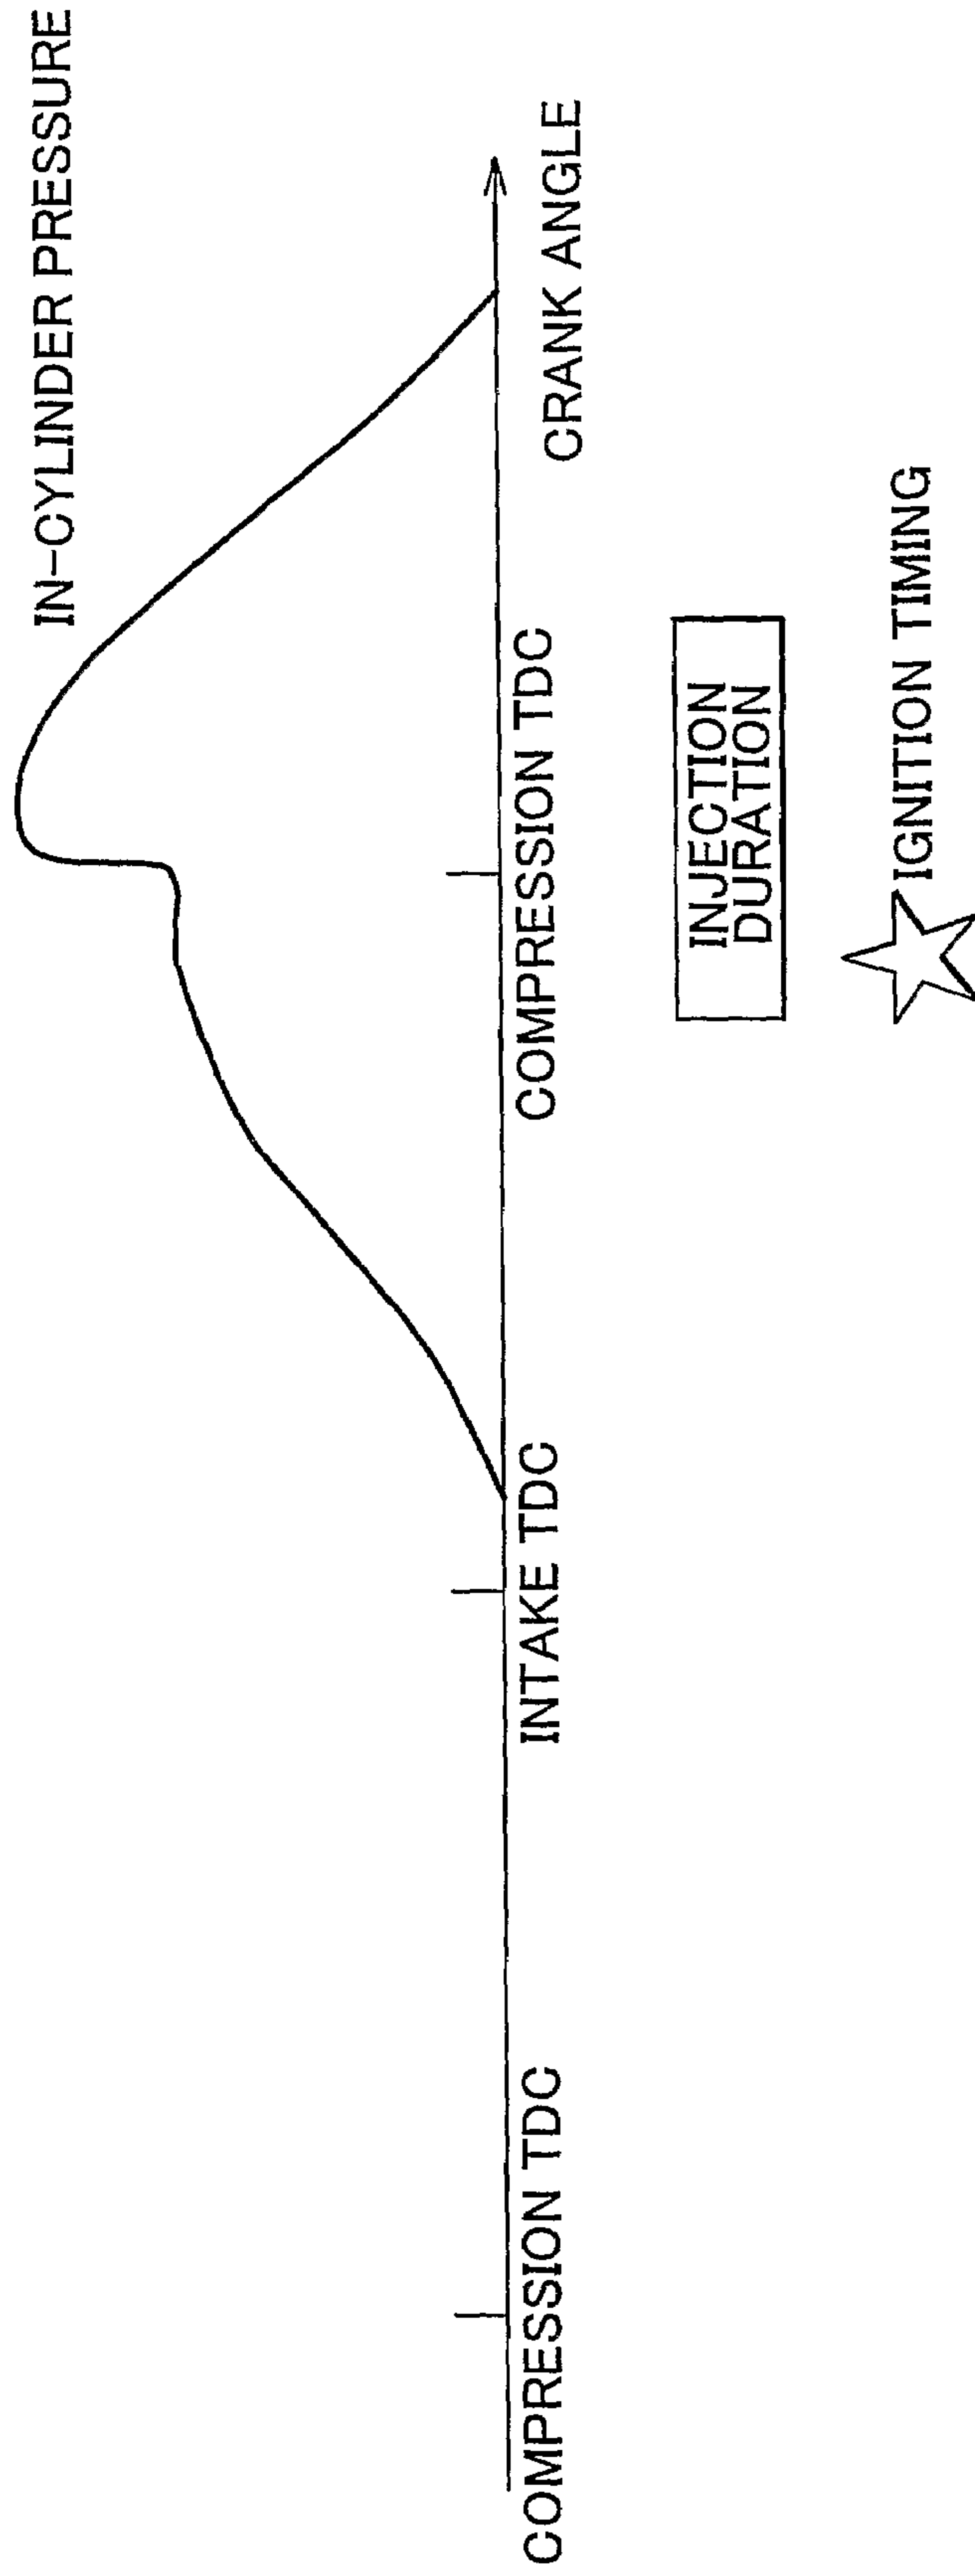 IN-CYLINDER PRESSURE
CRANK ANGLE
COMPRESSION TDC
INTAKE TDC
COMPRESSION TDC
INJECTION
DURATION
IGNITION TIMING